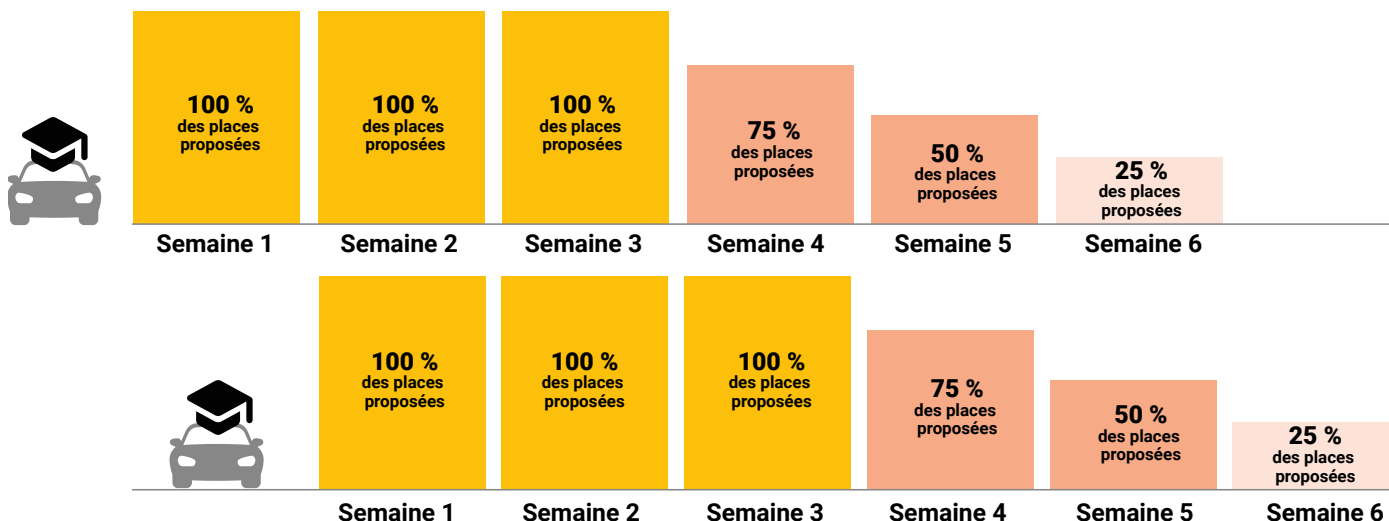 100 %
des places
proposées
100 %
des places
proposées
100 %
des places
proposées
75 %
des places
proposées
50 %
des places
proposées
25 %
des places
proposées
Semaine 1
Semaine 2
Semaine 3
Semaine 4
Semaine 5
Semaine 6
100 %
des places
proposées
100 %
des places
proposées
100 %
des places
proposées
75 %
des places
proposées
50 %
des places
proposées
25 %
des places
proposées
Semaine 1
Semaine 2
Semaine 3
Semaine 4
Semaine 5
Semaine 6